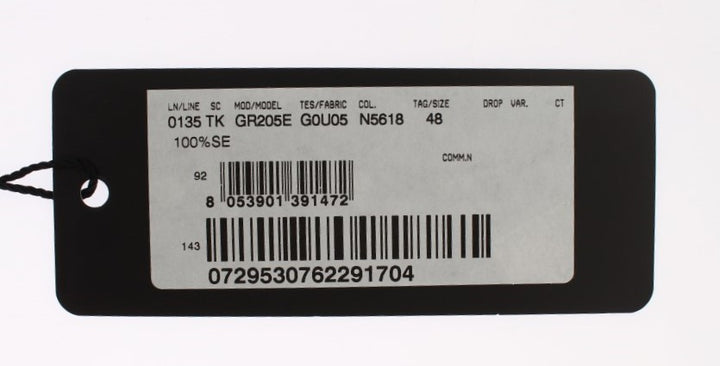 LN/LINE SC MOD/MODEL TES/FABRIC COL. TAG/SIZE DROP VAR. CT
0135 TK GR205E G0U05 N5618 48
100%SE
COMM.N
92
8 053901 391472
143
0729530762291704